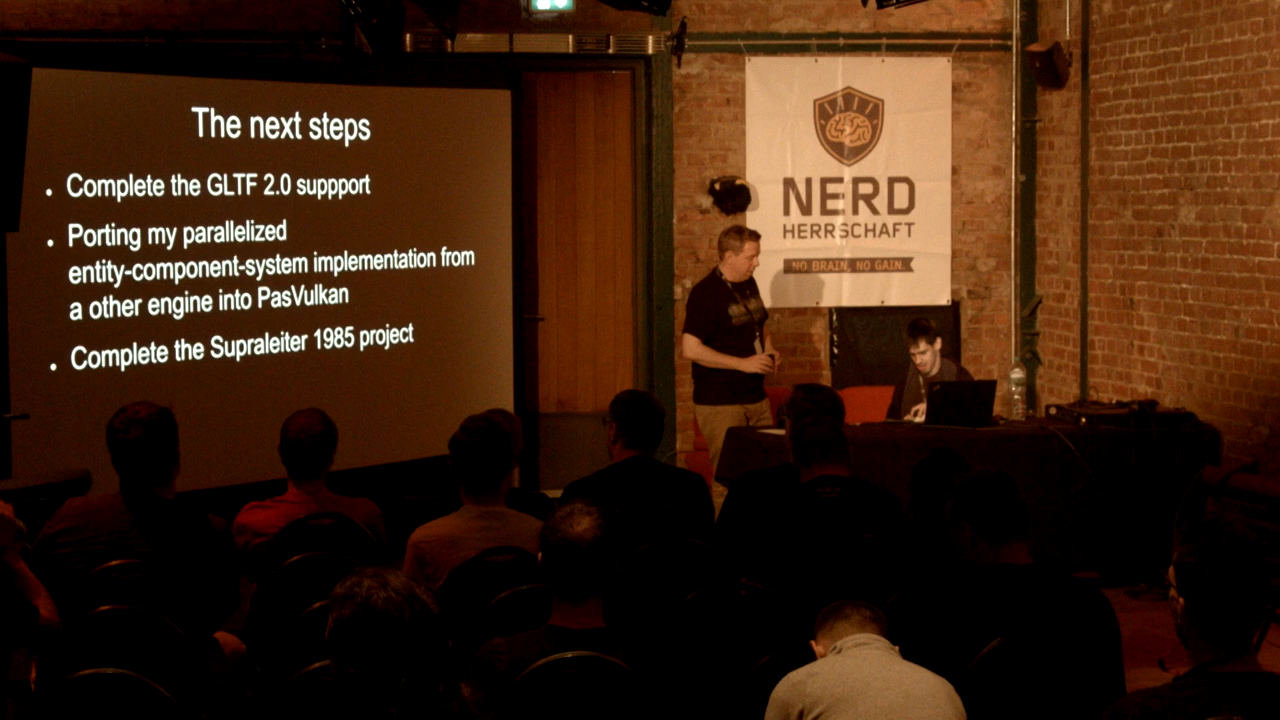 The next steps
Complete the GLTF 2.0 suppport
Porting my parallelized
entity-component-system implementation from
a other engine into PasVulkan
Complete the Supraleiter 1985 project
NERD
HERRSCHAFT
NO BRAIN, NO GAIN.